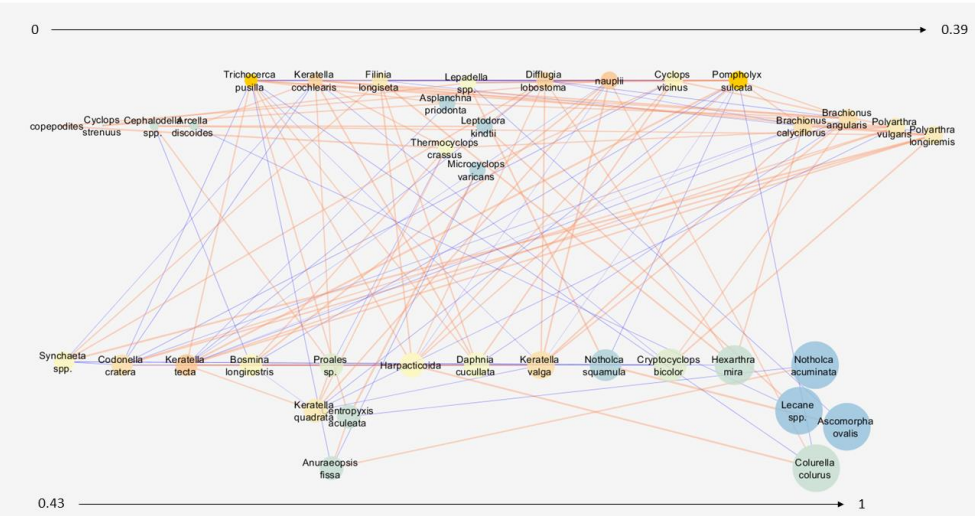 0
0.39
Trichocerca
pusilla
Keratella
cochlearis
Filinia
longiseta
Lepadella
spp.
Difflugia
lobostoma
nauplii
Cyclops
vicinus
Pompholyx
sulcata
Asplanchna
priodonta
copepodites
Cyclops
strenuus
Cephalodella
spp.
Arcella
discoides
Leptodora
kindtii
Brachionus
calyciflorus
Brachionus
angularis
Polyarthra
vulgaris
Polyarthra
longiremis
Thermocyclops
crassus
Microcyclops
varicans
Synchaeta
spp.
Codonella
cratera
Keratella
tecta
Bosmina
longirostris
Proales
sp.
Harpacticoida
Daphnia
cucullata
Keratella
valga
Notholca
squamula
Cryptocyclops
bicolor
Hexarthra
mira
Notholca
acuminata
Keratella
quadrata
entropyxis
aculeata
Lecane
spp.
Ascomorpha
ovalis
Anuraeopsis
fissa
Colurella
colurus
0.43
1